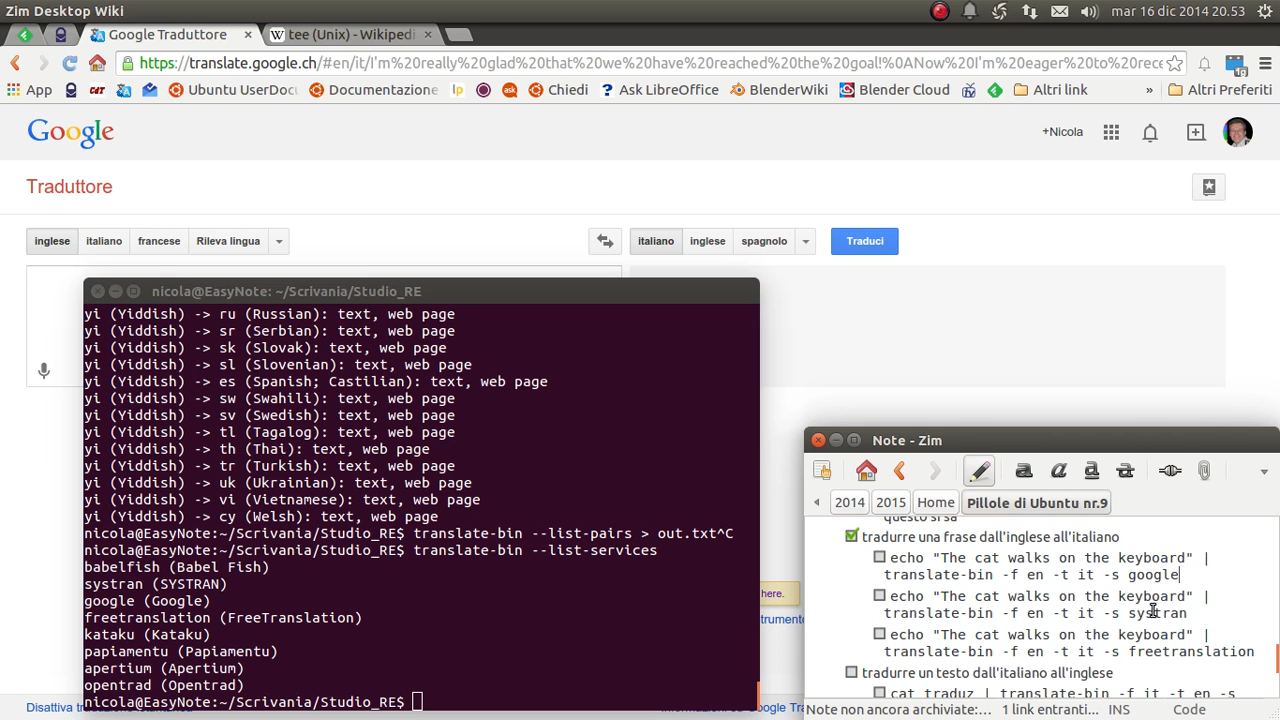 Zim Desktop Wiki
mar 16 dic 2014 20.53
Google Traduttore
tee (Unix) - Wikipedi
https://translate.google.ch/#en/it/I'm%20really%20glad%20that%20we%20have%20reached%20the%20goal!%0ANow%20I'm%20eager%20to%20rece
App
Ubuntu UserDocu
Documentazione
lp
Chiedi
Ask LibreOffice
BlenderWiki
Blender Cloud
Altri link
»
Altri Preferiti
Google
+Nicola
Traduttore
inglese italiano francese Rileva lingua
italiano inglese spagnolo
Traduci
nicola@EasyNote: ~/Scrivania/Studio_RE
yi (Yiddish) -> ru (Russian): text, web page
yi (Yiddish) -> sr (Serbian): text, web page
yi (Yiddish) -> sk (Slovak): text, web page
yi (Yiddish) -> sl (Slovenian): text, web page
yi (Yiddish) -> es (Spanish; Castilian): text, web page
yi (Yiddish) -> sw (Swahili): text, web page
yi (Yiddish) -> sv (Swedish): text, web page
yi (Yiddish) -> tl (Tagalog): text, web page
yi (Yiddish) -> th (Thai): text, web page
yi (Yiddish) -> tr (Turkish): text, web page
yi (Yiddish) -> uk (Ukrainian): text, web page
yi (Yiddish) -> vi (Vietnamese): text, web page
yi (Yiddish) -> cy (Welsh): text, web page
nicola@EasyNote:~/Scrivania/Studio_RE$ translate-bin --list-pairs > out.txt^C
nicola@EasyNote:~/Scrivania/Studio_RE$ translate-bin --list-services
babelfish (Babel Fish)
systran (SYSTRAN)
google (Google)
freetranslation (FreeTranslation)
kataku (Kataku)
papiamentu (Papiamentu)
apertium (Apertium)
opentrad (Opentrad)
nicola@EasyNote:~/Scrivania/Studio_RE$
here.
Disattiva
Note - Zim
2014 2015 Home Pillole di Ubuntu nr.9
questo si sa
tradurre una frase dall'inglese all'italiano
echo "The cat walks on the keyboard" |
translate-bin -f en -t it -s google
echo "The cat walks on the keyboard" |
translate-bin -f en -t it -s systran
echo "The cat walks on the keyboard" |
translate-bin -f en -t it -s freetranslation
tradurre un testo dall'italiano all'inglese
cat traduz | translate-bin -f it -t en -s
Note non ancora archiviate:... 1 link entranti... INS Code